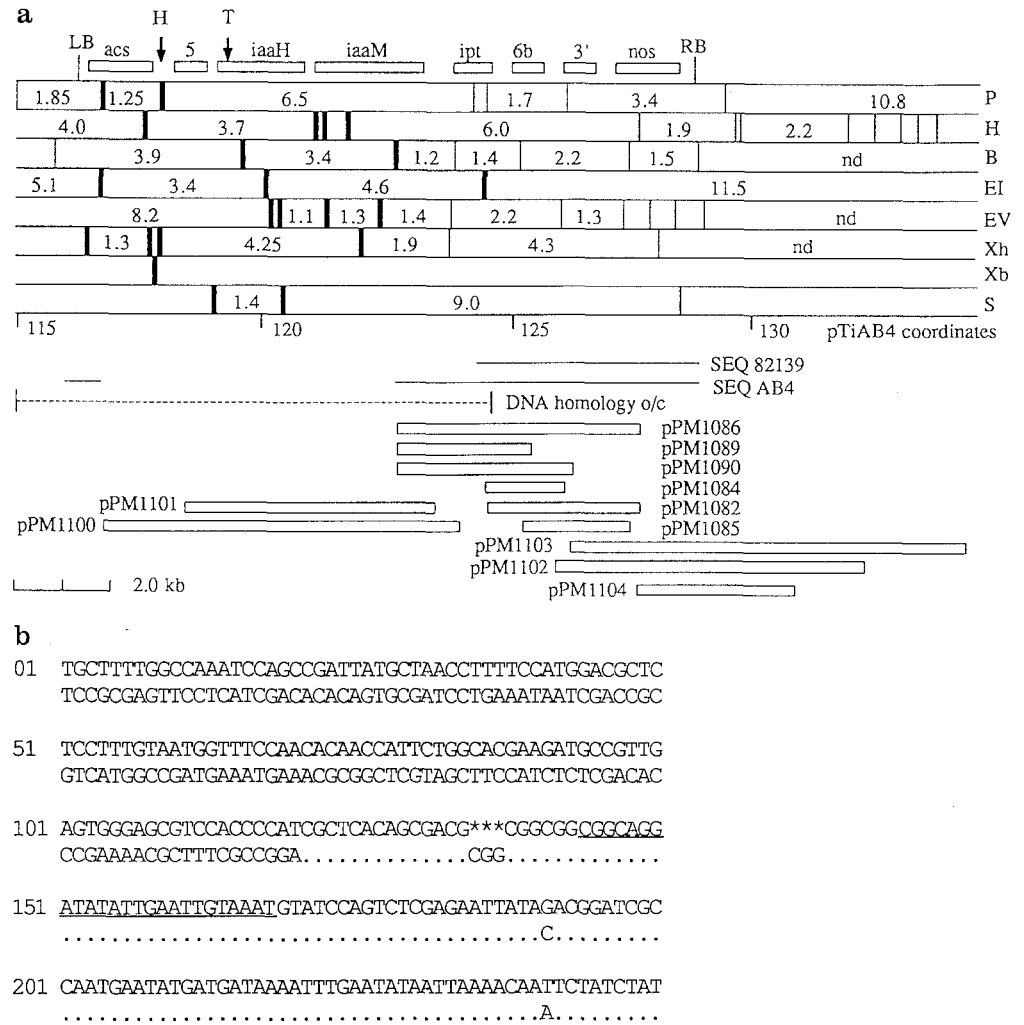 a
H T
LB acs 5 iaaH iaaM ipt 6b 3' nos RB
1.85 1.25 6.5 1.7 3.4 10.8 P
4.0 3.7 6.0 1.9 2.2 H
3.9 3.4 1.2 1.4 2.2 1.5 nd B
5.1 3.4 4.6 11.5 EI
8.2 1.1 1.3 1.4 2.2 1.3 nd EV
1.3 4.25 1.9 4.3 nd Xh
Xb
1.4 9.0 S
115 120 125 130 pTiAB4 coordinates
SEQ 82139
SEQ AB4
DNA homology o/c
pPM1086
pPM1089
pPM1090
pPM1084
pPM1101 pPM1082
pPM1100 pPM1085
pPM1103
pPM1102
2.0 kb pPM1104
b
01 TGCTTTTGGCCAAATCCAGCCGATTATGCTAACCTTTTCCATGGACGCTC
TCCGCGAGTTCCTCATCGACACACAGTGCGATCCTGAAATAATCGACCGC
51 TCCTTTGTAATGGTTTCCAACACAACCATTCTGGCACGAAGATGCCGTTG
GTCATGGCCGATGAAATGAAACGCGGCTCGTAGCTTCCATCTCTCGACAC
101 AGTGGGAGCGTCCACCCCATCGCTCACAGCGACG***CGGCGGCGGCAGG
CCGAAAACGCTTTCGCCGGA..............CGG.............
151 ATATATTGAATTGTAAATGTATCCAGTCTCGAGAATTATAGACGGATCGC
........................................C.........
201 CAATGAATATGATGATAAAATTTGAATATAATTAAAACAATTCTATCTAT
........................................A.........